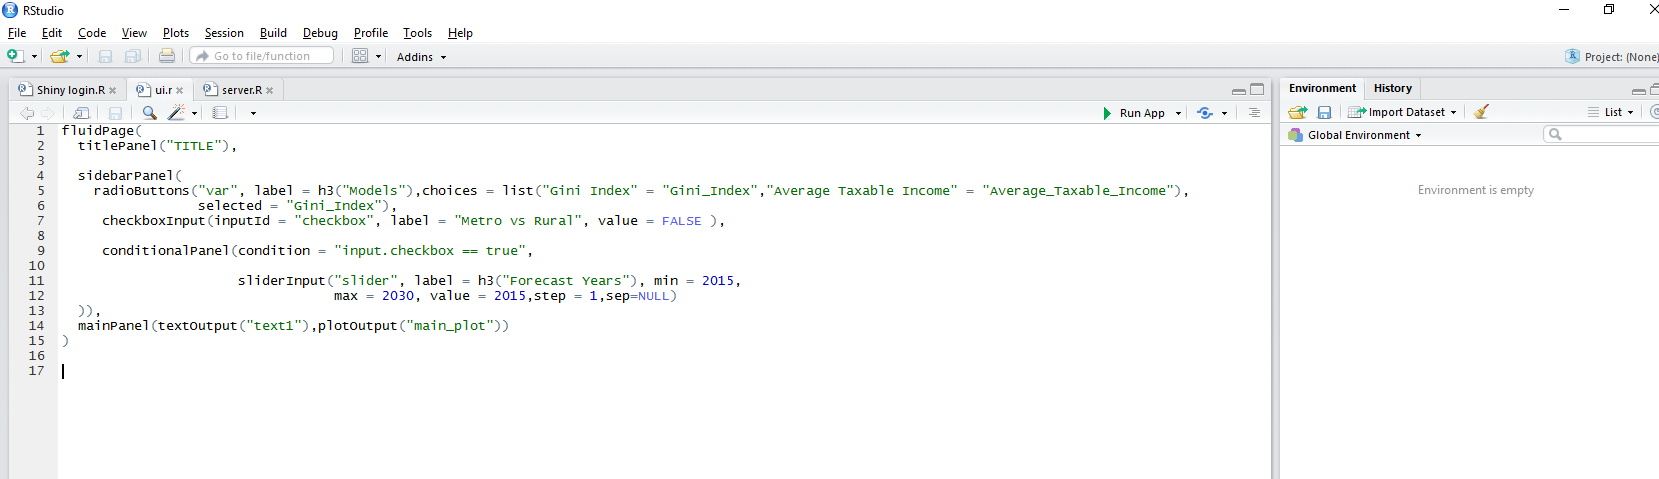 RStudio
File Edit Code View Plots Session Build Debug Profile Tools Help
Go to file/function Addins Project: (None)
Shiny login.R ui.r server.R
Environment History
Run App
Import Dataset List
Global Environment
Environment is empty
1 fluidPage(
2   titlePanel("TITLE"),
3
4   sidebarPanel(
5     radioButtons("var", label = h3("Models"),choices = list("Gini Index" = "Gini_Index","Average Taxable Income" = "Average_Taxable_Income"),
6                  selected = "Gini_Index"),
7      checkboxInput(inputId = "checkbox", label = "Metro vs Rural", value = FALSE ),
8
9      conditionalPanel(condition = "input.checkbox == true",
10
11                       sliderInput("slider", label = h3("Forecast Years"), min = 2015,
12                                   max = 2030, value = 2015,step = 1,sep=NULL)
13   )),
14   mainPanel(textOutput("text1"),plotOutput("main_plot"))
15 )
16
17